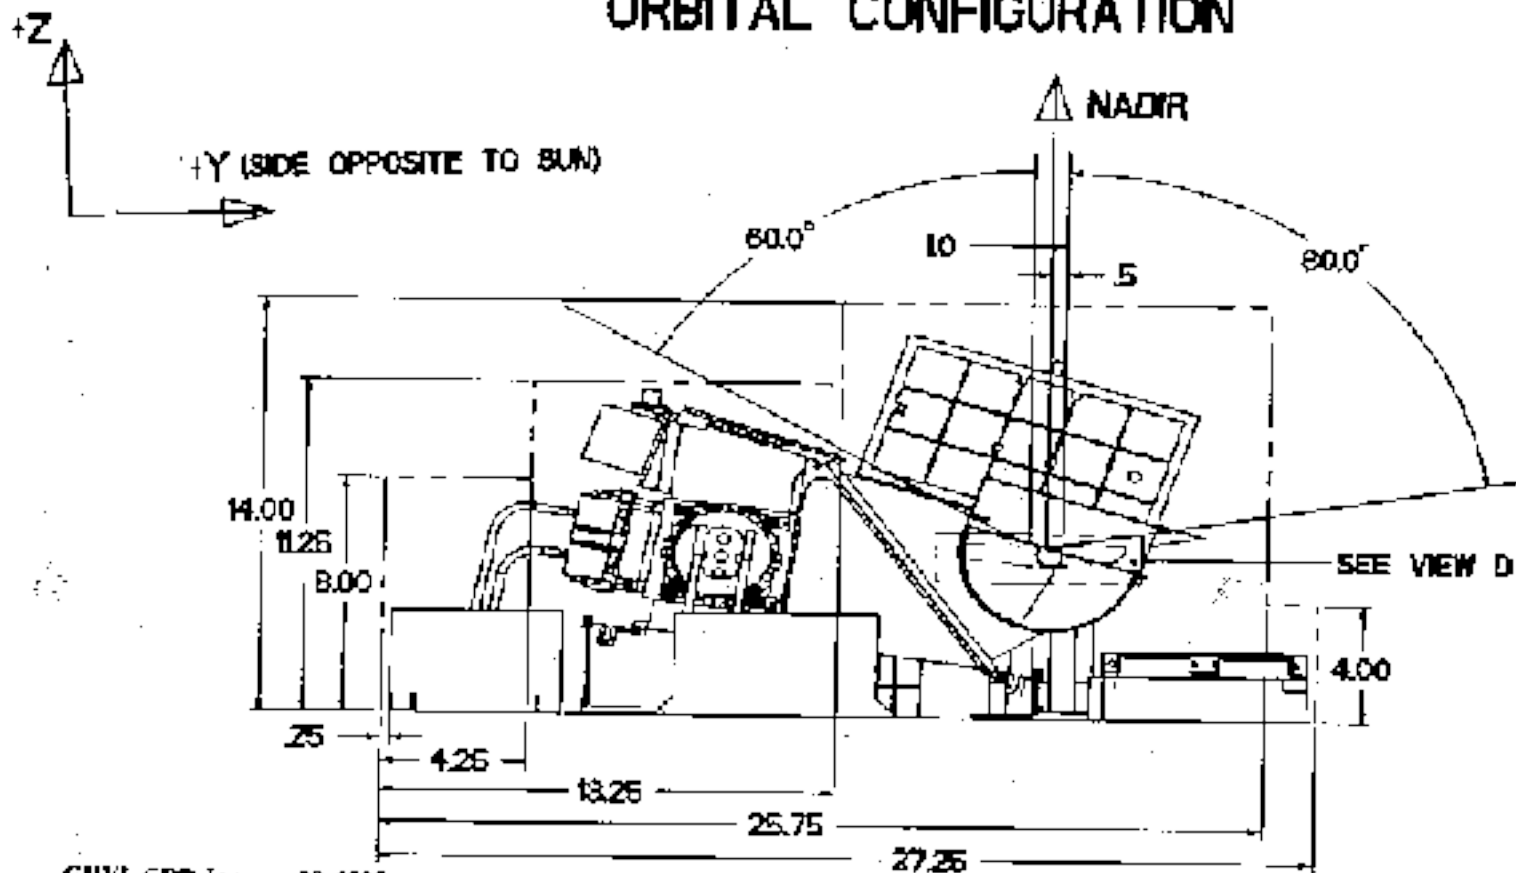 ORBITAL CONFIGURATION
+Z
NADIR
+Y (SIDE OPPOSITE TO SUN)
60.0°
10
80.0°
.5
14.00
11.25
8.00
SEE VIEW D
4.00
.25
4.25
13.25
25.75
27.25